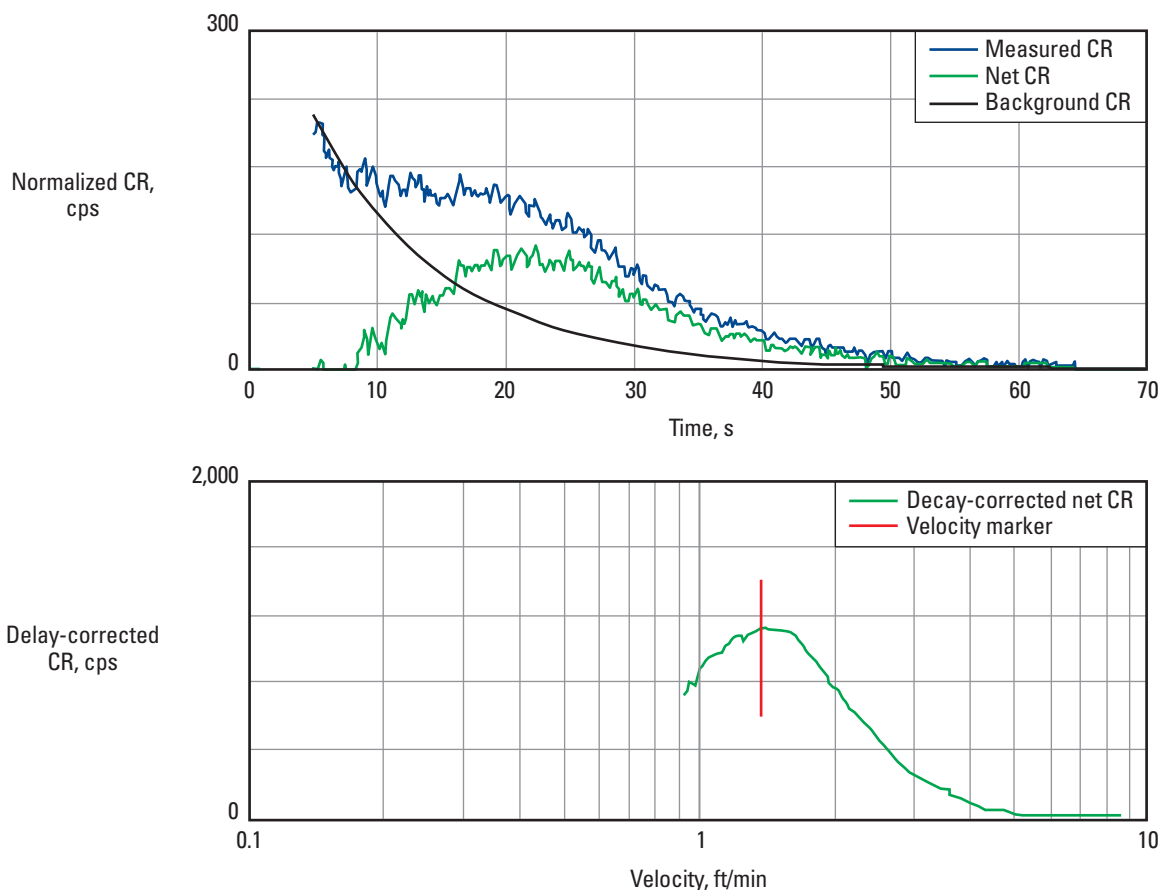 300
Measured CR
Net CR
Background CR
Normalized CR,
cps
0
0 10 20 30 40 50 60 70
Time, s
2,000
Decay-corrected net CR
Velocity marker
Delay-corrected
CR, cps
0
0.1 1 10
Velocity, ft/min